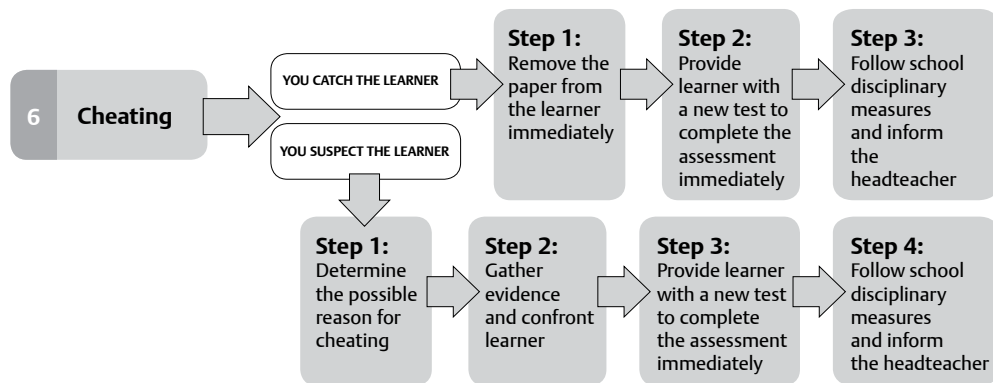 6 Cheating
YOU CATCH THE LEARNER
Step 1:
Remove the
paper from
the learner
immediately
Step 2:
Provide
learner with
a new test to
complete the
assessment
immediately
Step 3:
Follow school
disciplinary
measures
and inform
the
headteacher
YOU SUSPECT THE LEARNER
Step 1:
Determine
the possible
reason for
cheating
Step 2:
Gather
evidence
and confront
learner
Step 3:
Provide learner
with a new test
to complete
the assessment
immediately
Step 4:
Follow school
disciplinary
measures
and inform
the headteacher